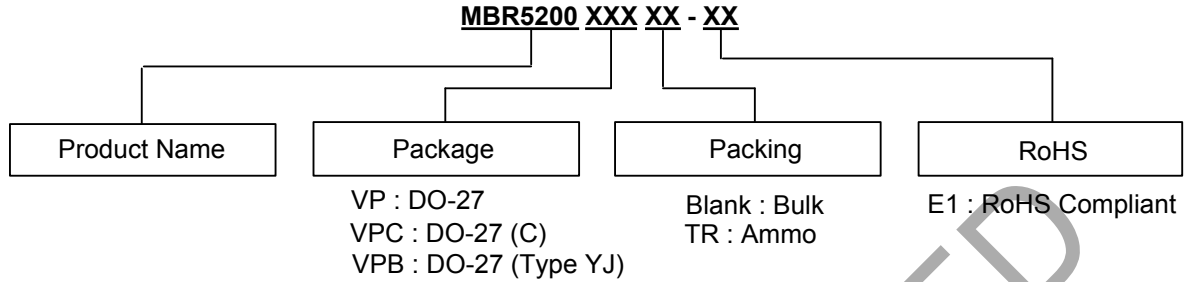 MBR5200 XXX XX - XX
Product Name
Package
Packing
RoHS
VP : DO-27
VPC : DO-27 (C)
VPB : DO-27 (Type YJ)
Blank : Bulk
TR : Ammo
E1 : RoHS Compliant